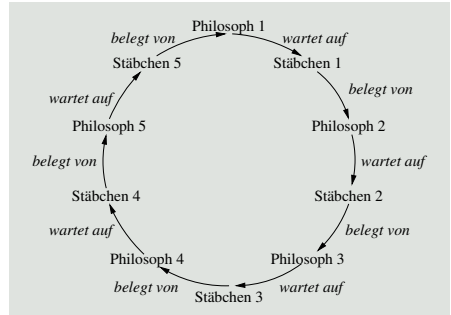 Philosoph 1
wartet auf
Stäbchen 1
belegt von
Philosoph 2
wartet auf
Stäbchen 2
belegt von
Philosoph 3
wartet auf
Stäbchen 3
belegt von
Philosoph 4
wartet auf
Stäbchen 4
belegt von
Philosoph 5
wartet auf
Stäbchen 5
belegt von